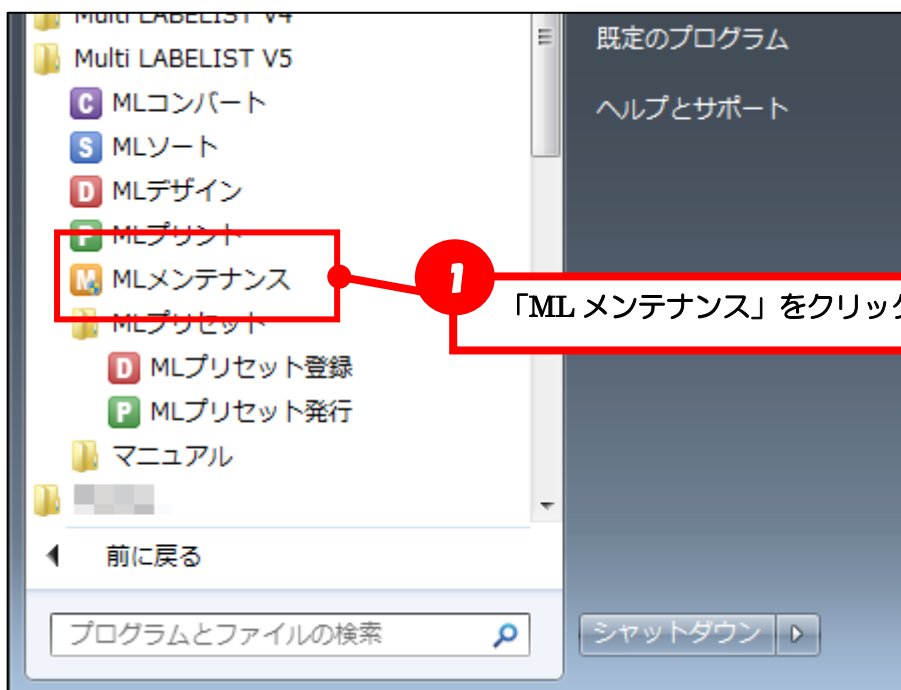 Multi LABELIST V4
Multi LABELIST V5
C MLコンバート
S MLソート
D MLデザイン
P MLプリント
M MLメンテナンス
MLプリセット
D MLプリセット登録
P MLプリセット発行
マニュアル
前に戻る
プログラムとファイルの検索
既定のプログラム
ヘルプとサポート
1
「ML メンテナンス」をクリック
シャットダウン